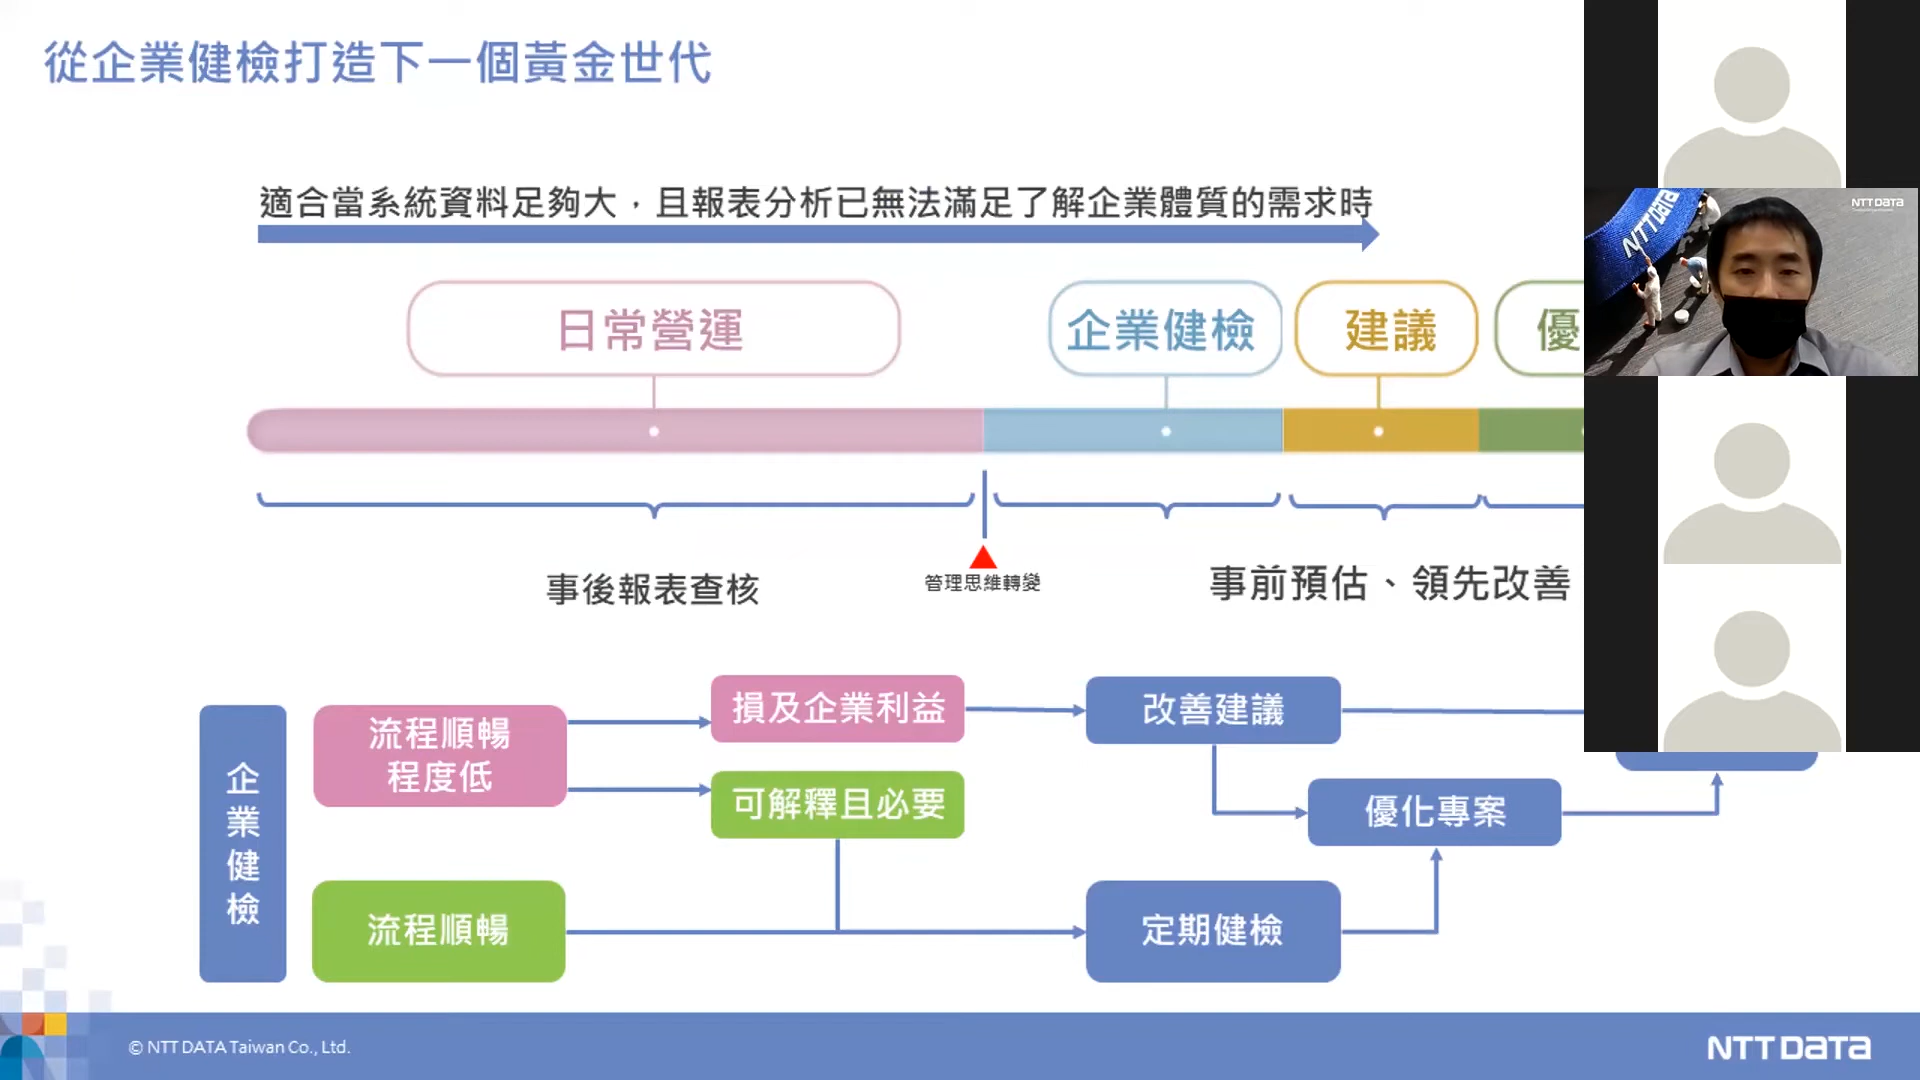 從企業健檢打造下一個黃金世代
適合當系統資料足夠大，且報表分析已無法滿足了解企業體質的需求時
日常營運
企業健檢
建議
優
事後報表查核
管理思維轉變
事前預估、領先改善
企業健檢
流程順暢
程度低
損及企業利益
可解釋且必要
改善建議
優化專案
流程順暢
定期健檢
© NTT DATA Taiwan Co., Ltd.
NTT DATA
NTT DATA
NTT DATA